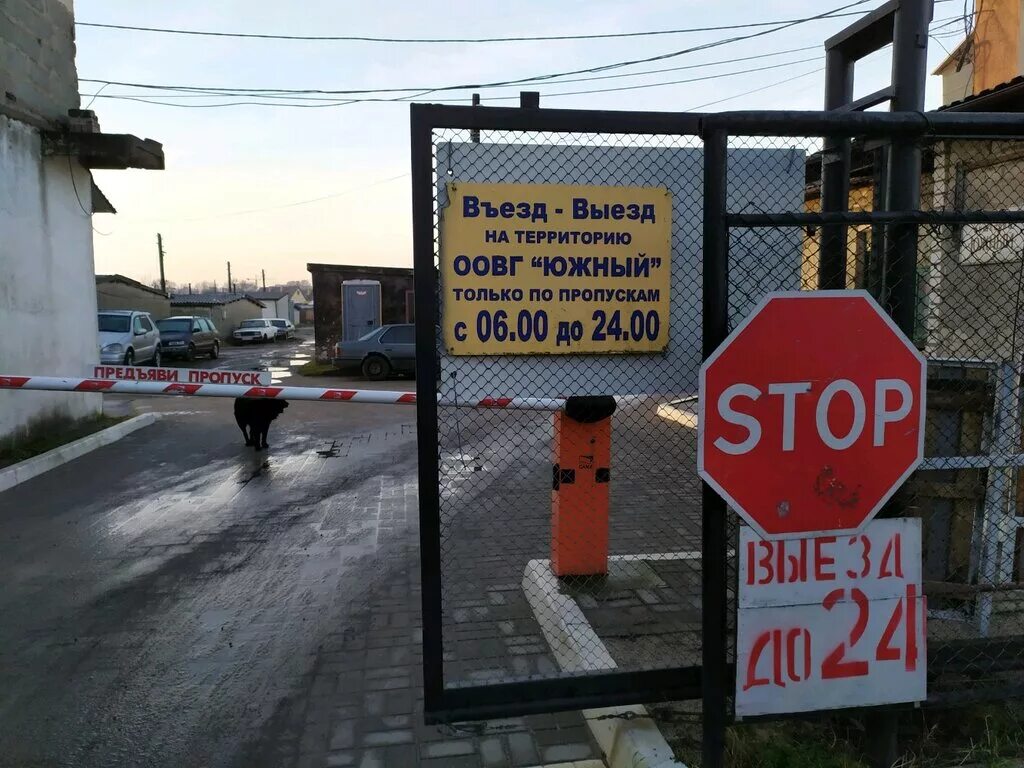 Въезд - Выезд
НА ТЕРРИТОРИЮ
ООВГ "ЮЖНЫЙ"
ТОЛЬКО ПО ПРОПУСКАМ
с 06.00 до 24.00
ПРЕДЪЯВИ ПРОПУСК
STOP
ВЫЕЗД
ДО 24